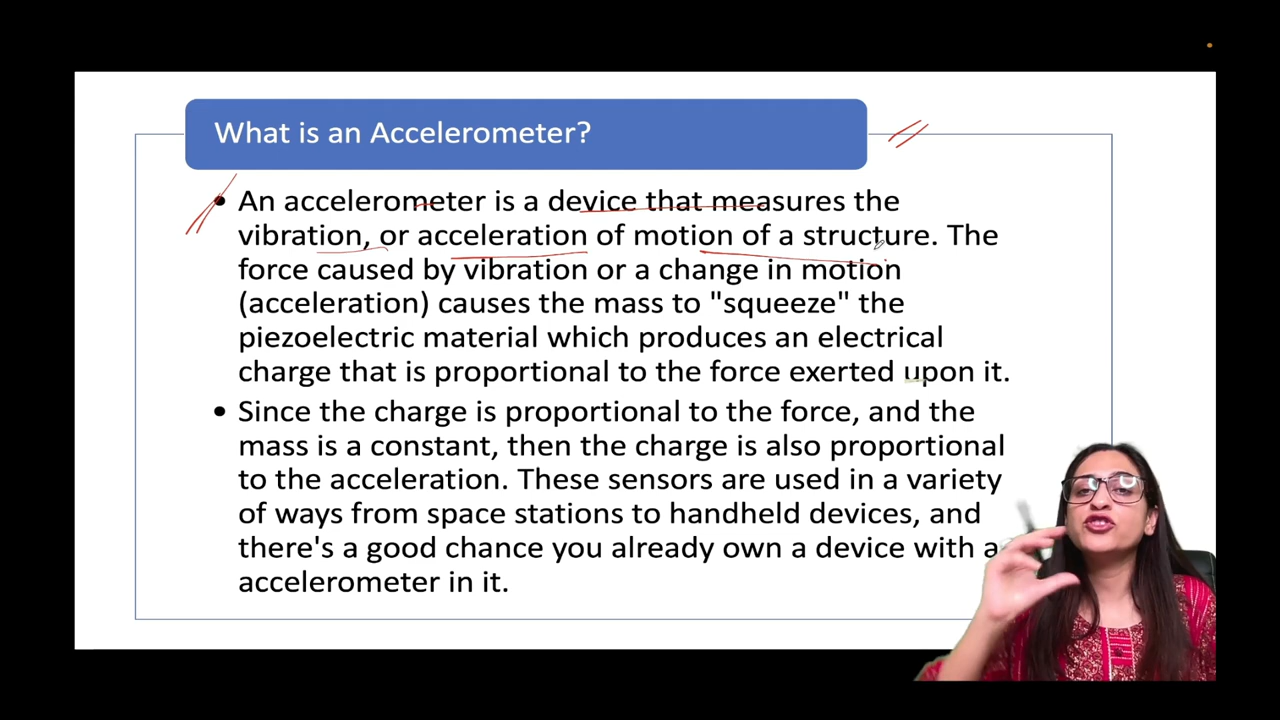 What is an Accelerometer?
• An accelerometer is a device that measures the
vibration, or acceleration of motion of a structure. The
force caused by vibration or a change in motion
(acceleration) causes the mass to "squeeze" the
piezoelectric material which produces an electrical
charge that is proportional to the force exerted upon it.
• Since the charge is proportional to the force, and the
mass is a constant, then the charge is also proportional
to the acceleration. These sensors are used in a variety
of ways from space stations to handheld devices, and
there's a good chance you already own a device with a
accelerometer in it.